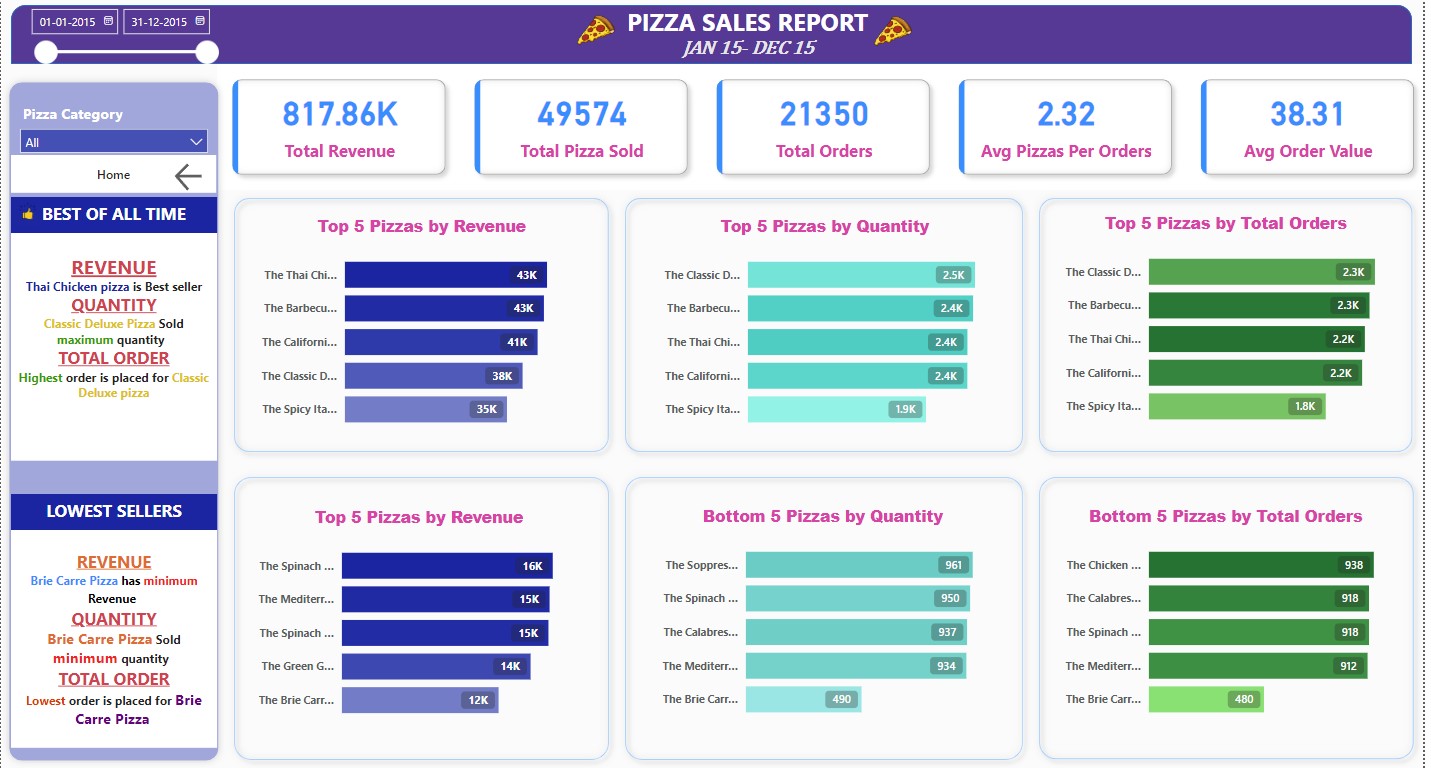 01-01-2015
31-12-2015
PIZZA SALES REPORT
JAN 15- DEC 15
Pizza Category
All
Home
BEST OF ALL TIME
REVENUE
Thai Chicken pizza is Best seller
QUANTITY
Classic Deluxe Pizza Sold
maximum quantity
TOTAL ORDER
Highest order is placed for Classic
Deluxe pizza
LOWEST SELLERS
REVENUE
Brie Carre Pizza has minimum
Revenue
QUANTITY
Brie Carre Pizza Sold
minimum quantity
TOTAL ORDER
Lowest order is placed for Brie
Carre Pizza
817.86K
Total Revenue
49574
Total Pizza Sold
21350
Total Orders
2.32
Avg Pizzas Per Orders
38.31
Avg Order Value
Top 5 Pizzas by Revenue
The Thai Chi... 43K
The Barbecu... 43K
The Californi... 41K
The Classic D... 38K
The Spicy Ita... 35K
Top 5 Pizzas by Quantity
The Classic D... 2.5K
The Barbecu... 2.4K
The Thai Chi... 2.4K
The Californi... 2.4K
The Spicy Ita... 1.9K
Top 5 Pizzas by Total Orders
The Classic D... 2.3K
The Barbecu... 2.3K
The Thai Chi... 2.2K
The Californi... 2.2K
The Spicy Ita... 1.8K
Top 5 Pizzas by Revenue
The Spinach ... 16K
The Mediterr... 15K
The Spinach ... 15K
The Green G... 14K
The Brie Carr... 12K
Bottom 5 Pizzas by Quantity
The Soppres... 961
The Spinach ... 950
The Calabres... 937
The Mediterr... 934
The Brie Carr... 490
Bottom 5 Pizzas by Total Orders
The Chicken ... 938
The Calabres... 918
The Spinach ... 918
The Mediterr... 912
The Brie Carr... 480